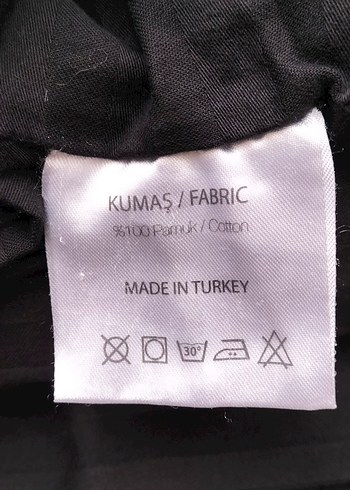 KUMAŞ / FABRIC
%100 Pamuk / Cotton
MADE IN TURKEY
30°